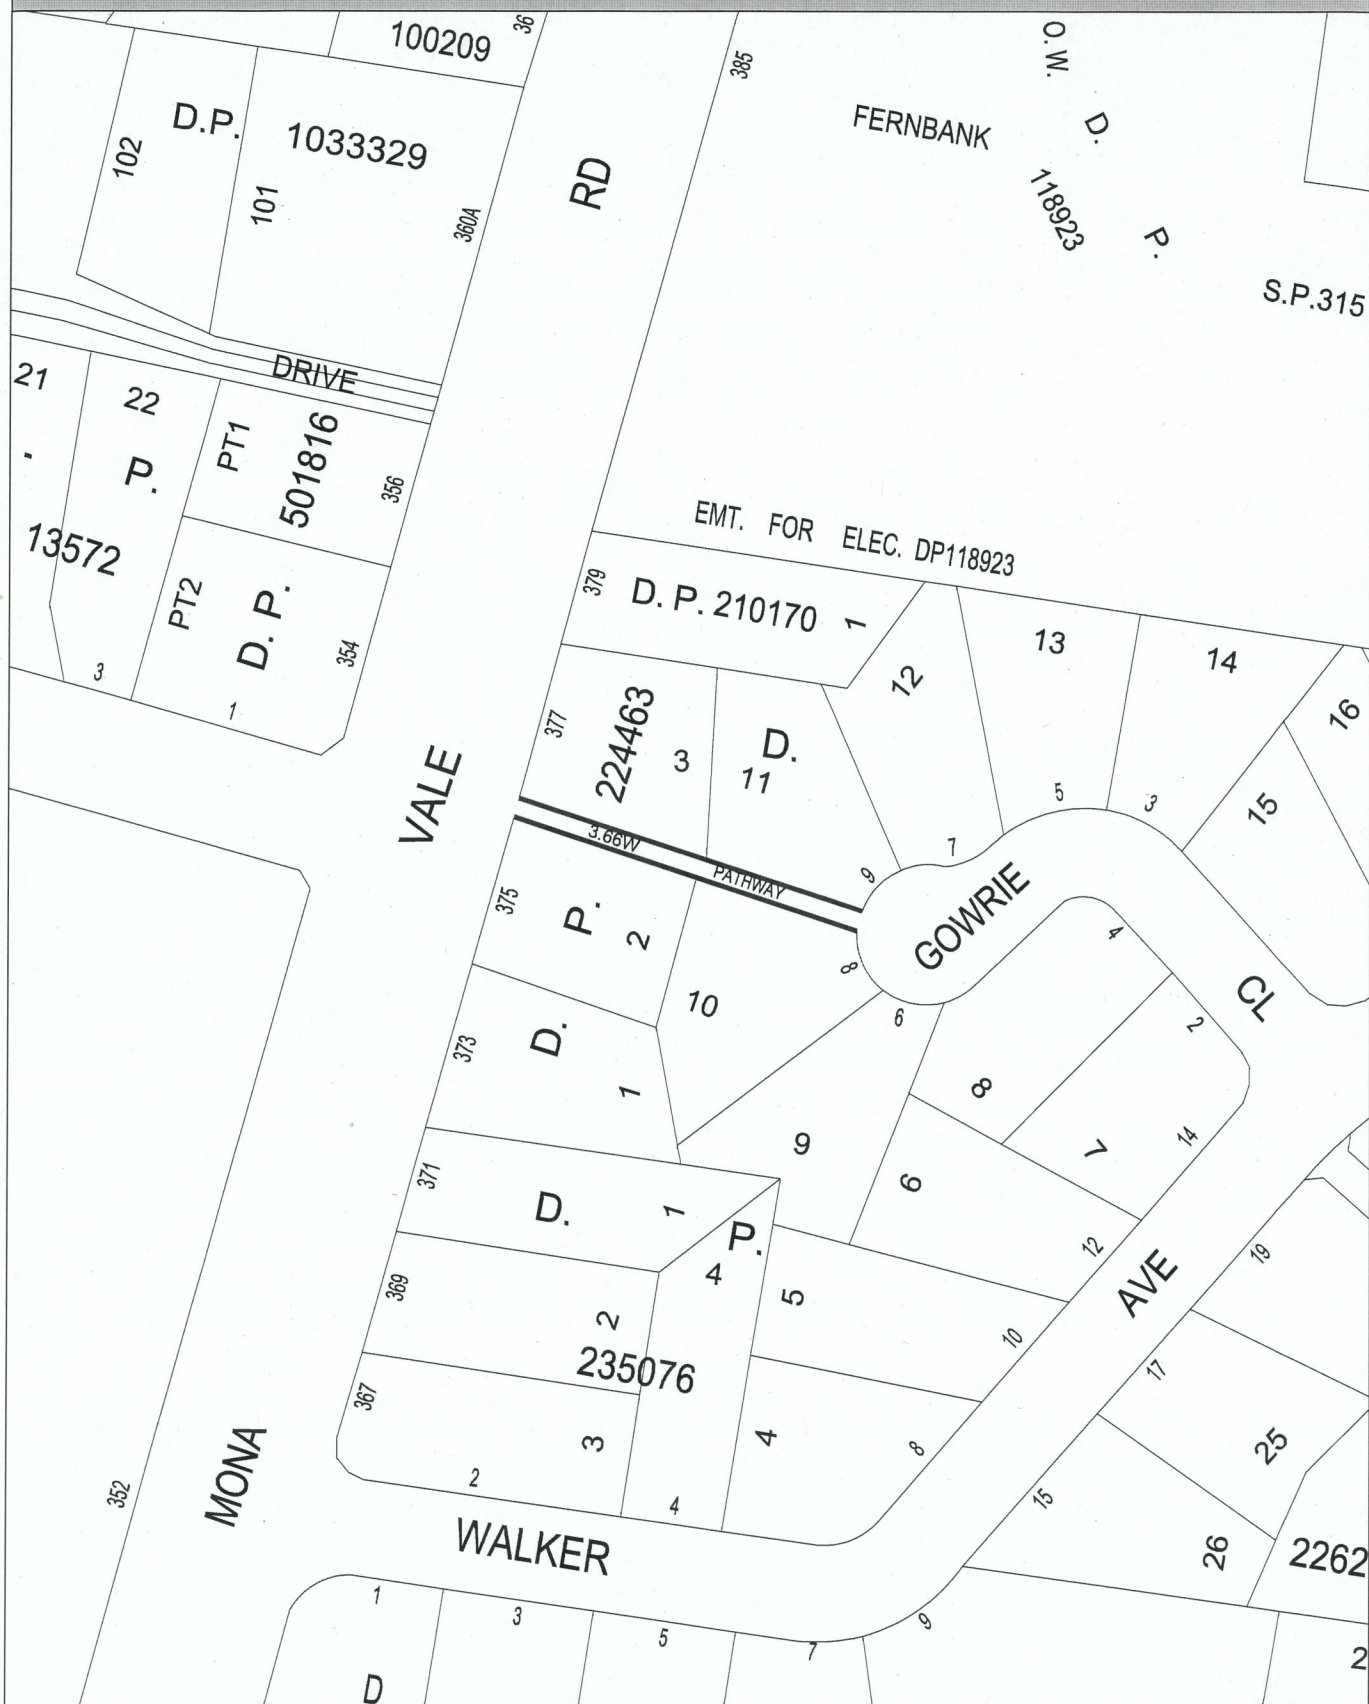 100209
36
385
O.W.
D.P.
1033329
102
101
360A
RD
FERNBANK
D.
118923
P.
S.P.315
DRIVE
21
22
P.
PT1
501816
356
13572
PT2
D. P.
354
3
1
EMT. FOR ELEC. DP118923
379
D. P. 210170
1
12
13
14
16
15
377
224463
3
D.
11
VALE
3.66W
PATHWAY
5
3
7
9
GOWRIE
CL
375
P.
2
10
8
6
4
2
373
D.
1
9
8
7
14
6
12
371
D.
1
P.
4
5
10
AVE
19
369
2
235076
17
367
3
4
8
25
MONA
352
2
4
15
26
2262
WALKER
1
3
5
7
9
2
D